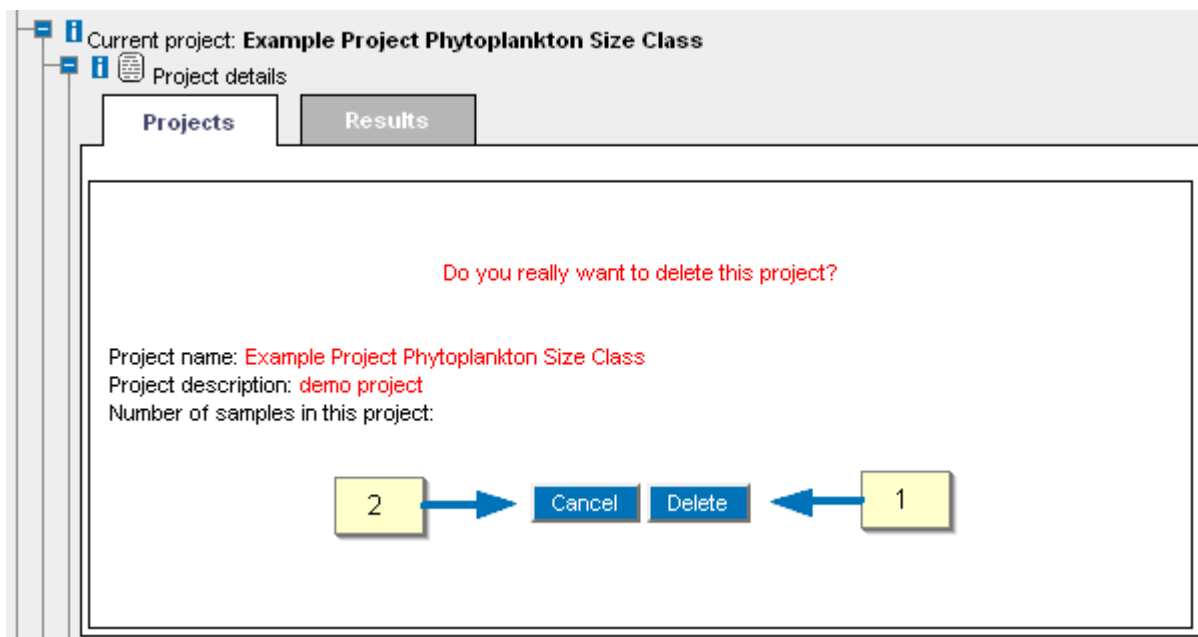 Current project: Example Project Phytoplankton Size Class
Project details
Projects Results
Do you really want to delete this project?
Project name: Example Project Phytoplankton Size Class
Project description: demo project
Number of samples in this project:
2 Cancel Delete 1